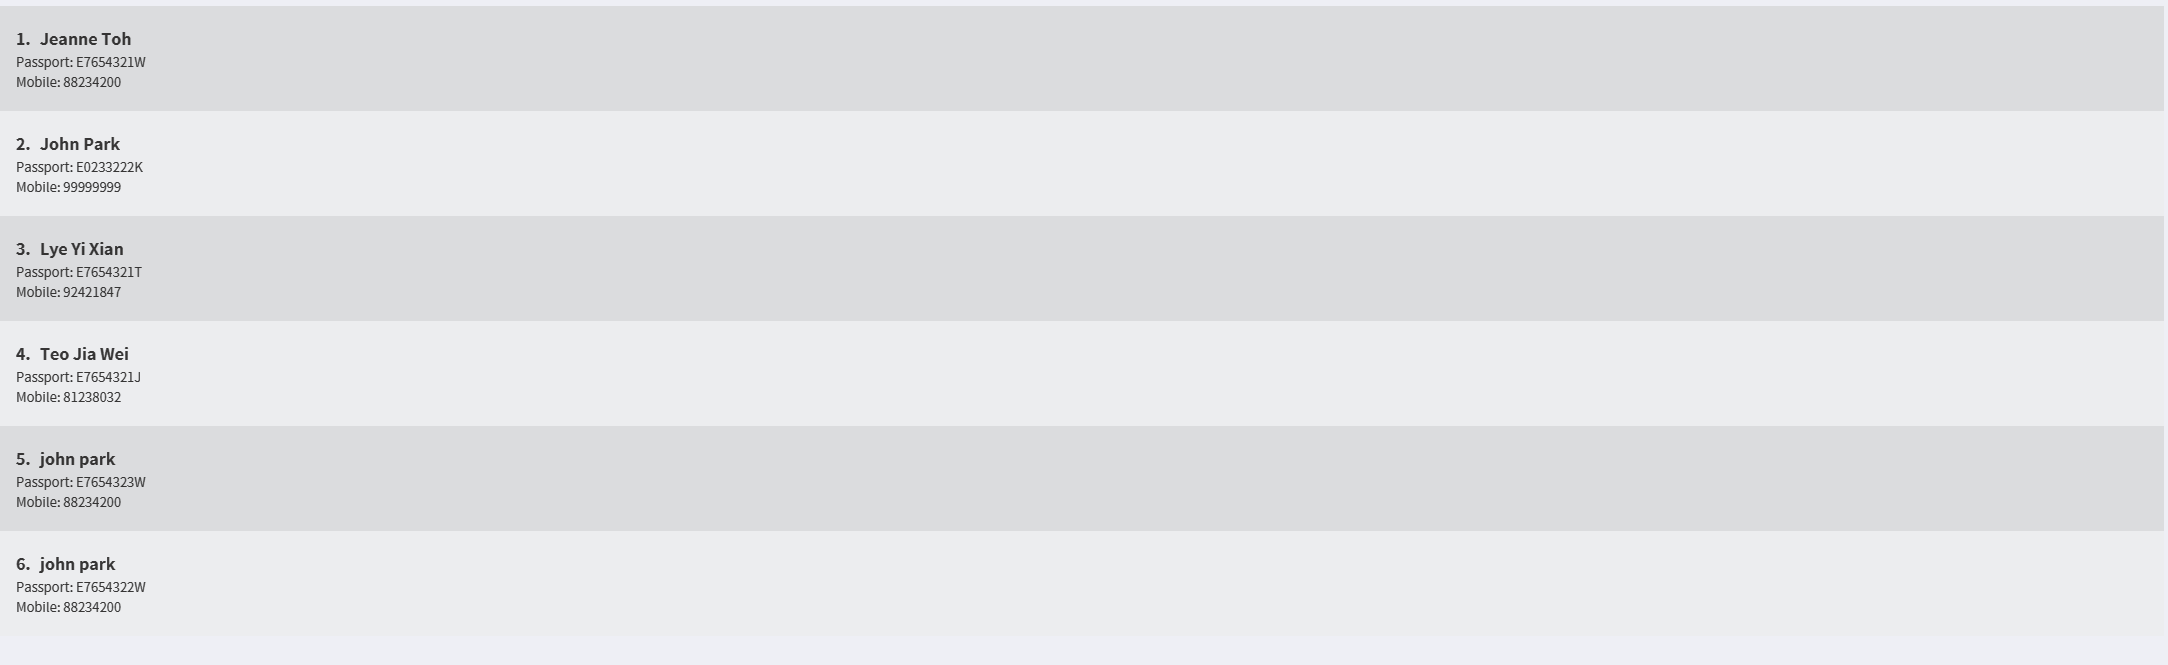 1. Jeanne Toh
Passport: E7654321W
Mobile: 88234200
2. John Park
Passport: E0233222K
Mobile: 99999999
3. Lye Yi Xian
Passport: E7654321T
Mobile: 92421847
4. Teo Jia Wei
Passport: E7654321J
Mobile: 81238032
5. john park
Passport: E7654323W
Mobile: 88234200
6. john park
Passport: E7654322W
Mobile: 88234200